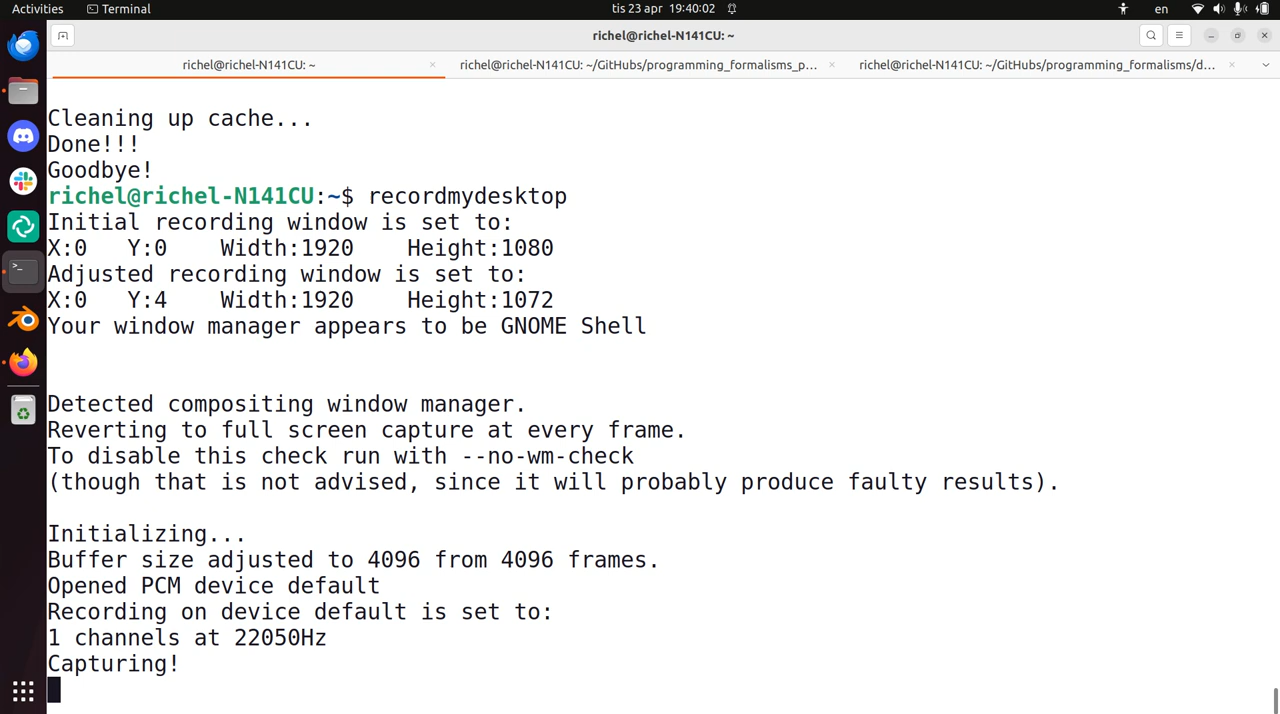 Activities Terminal tis 23 apr 19:40:02 en
richel@richel-N141CU: ~
richel@richel-N141CU: ~ × richel@richel-N141CU: ~/GitHubs/programming_formalisms_p... × richel@richel-N141CU: ~/GitHubs/programming_formalisms/d... ×
Cleaning up cache...
Done!!!
Goodbye!
richel@richel-N141CU:~$ recordmydesktop
Initial recording window is set to:
X:0 Y:0 Width:1920 Height:1080
Adjusted recording window is set to:
X:0 Y:4 Width:1920 Height:1072
Your window manager appears to be GNOME Shell
Detected compositing window manager.
Reverting to full screen capture at every frame.
To disable this check run with --no-wm-check
(though that is not advised, since it will probably produce faulty results).
Initializing...
Buffer size adjusted to 4096 from 4096 frames.
Opened PCM device default
Recording on device default is set to:
1 channels at 22050Hz
Capturing!